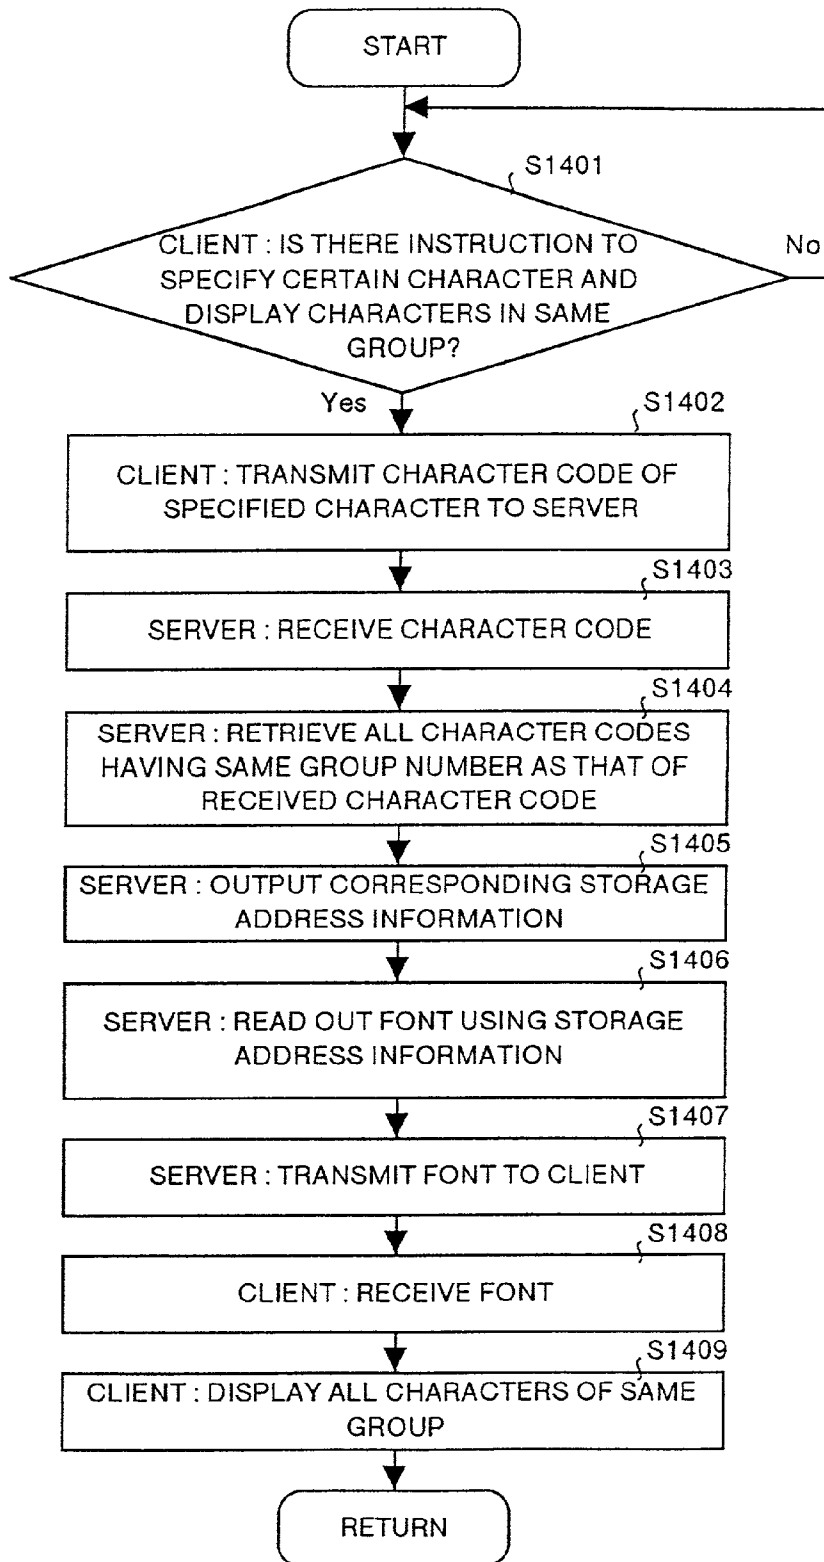 START
S1401
CLIENT : IS THERE INSTRUCTION TO
SPECIFY CERTAIN CHARACTER AND
DISPLAY CHARACTERS IN SAME
GROUP?
No
Yes
S1402
CLIENT : TRANSMIT CHARACTER CODE OF
SPECIFIED CHARACTER TO SERVER
S1403
SERVER : RECEIVE CHARACTER CODE
S1404
SERVER : RETRIEVE ALL CHARACTER CODES
HAVING SAME GROUP NUMBER AS THAT OF
RECEIVED CHARACTER CODE
S1405
SERVER : OUTPUT CORRESPONDING STORAGE
ADDRESS INFORMATION
S1406
SERVER : READ OUT FONT USING STORAGE
ADDRESS INFORMATION
S1407
SERVER : TRANSMIT FONT TO CLIENT
S1408
CLIENT : RECEIVE FONT
S1409
CLIENT : DISPLAY ALL CHARACTERS OF SAME
GROUP
RETURN